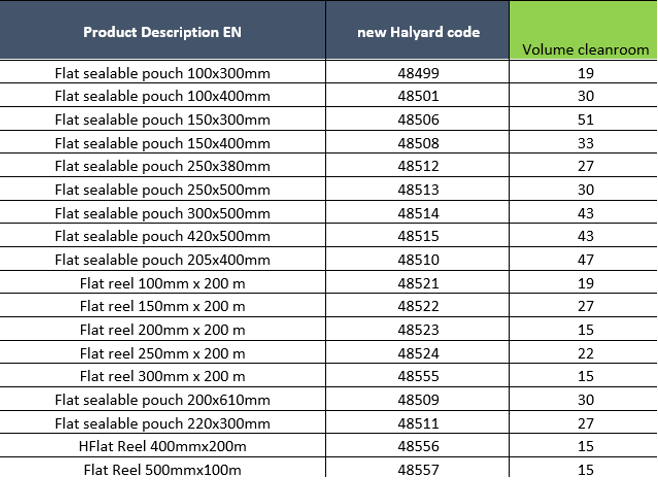 Product Description EN new Halyard code Volume cleanroom
Flat sealable pouch 100x300mm 48499 19
Flat sealable pouch 100x400mm 48501 30
Flat sealable pouch 150x300mm 48506 51
Flat sealable pouch 150x400mm 48508 33
Flat sealable pouch 250x380mm 48512 27
Flat sealable pouch 250x500mm 48513 30
Flat sealable pouch 300x500mm 48514 43
Flat sealable pouch 420x500mm 48515 43
Flat sealable pouch 205x400mm 48510 47
Flat reel 100mm x 200 m 48521 19
Flat reel 150mm x 200 m 48522 27
Flat reel 200mm x 200 m 48523 15
Flat reel 250mm x 200 m 48524 22
Flat reel 300mm x 200 m 48555 15
Flat sealable pouch 200x610mm 48509 30
Flat sealable pouch 220x300mm 48511 27
HFlat Reel 400mmx200m 48556 15
Flat Reel 500mmx100m 48557 15